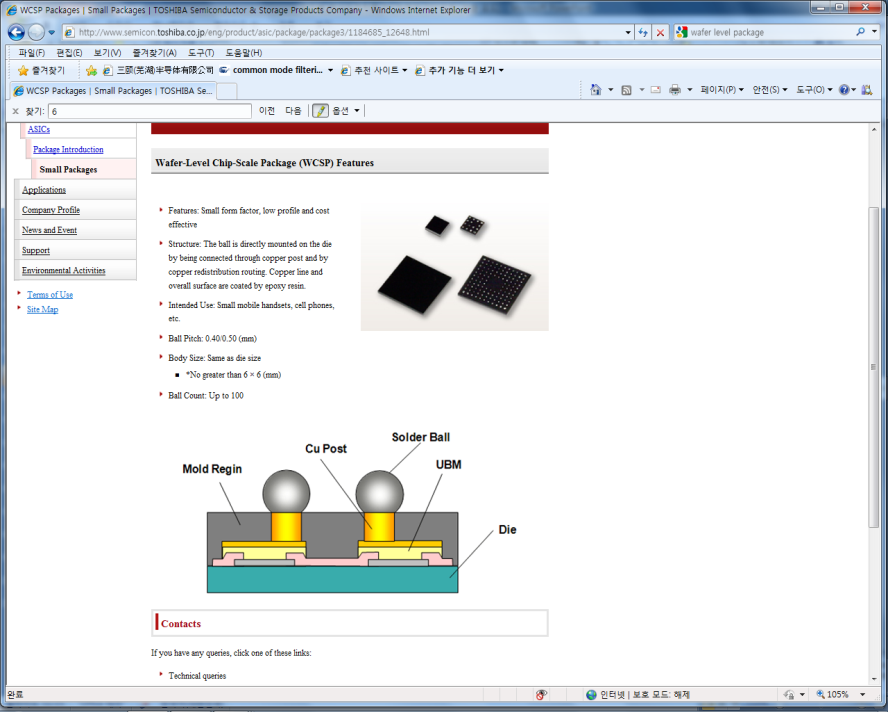 WCSP Packages | Small Packages | TOSHIBA Semiconductor & Storage Products Company - Windows Internet Explorer
http://www.semicon.toshiba.co.jp/eng/product/asic/package/package3/1184685_12648.html
wafer level package
파일(F) 편집(E) 보기(V) 즐겨찾기(A) 도구(T) 도움말(H)
즐겨찾기 common mode filteri... 추천 사이트 추가 기능 더 보기
WCSP Packages | Small Packages | TOSHIBA Se... 페이지(P) 안전(S) 도구(O)
찾기: 6 이전 다음 옵션
ASICs
Package Introduction
Small Packages
Applications
Company Profile
News and Event
Support
Environmental Activities
Terms of Use
Site Map
Wafer-Level Chip-Scale Package (WCSP) Features
Features: Small form factor, low profile and cost
effective
Structure: The ball is directly mounted on the die
by being connected through copper post and by
copper redistribution routing. Copper line and
overall surface are coated by epoxy resin.
Intended Use: Small mobile handsets, cell phones,
etc.
Ball Pitch: 0.40/0.50 (mm)
Body Size: Same as die size
*No greater than 6 × 6 (mm)
Ball Count: Up to 100
Solder Ball
Cu Post
UBM
Mold Regin
Die
Contacts
If you have any queries, click one of these links:
Technical queries
완료
인터넷 | 보호 모드: 해제
105%